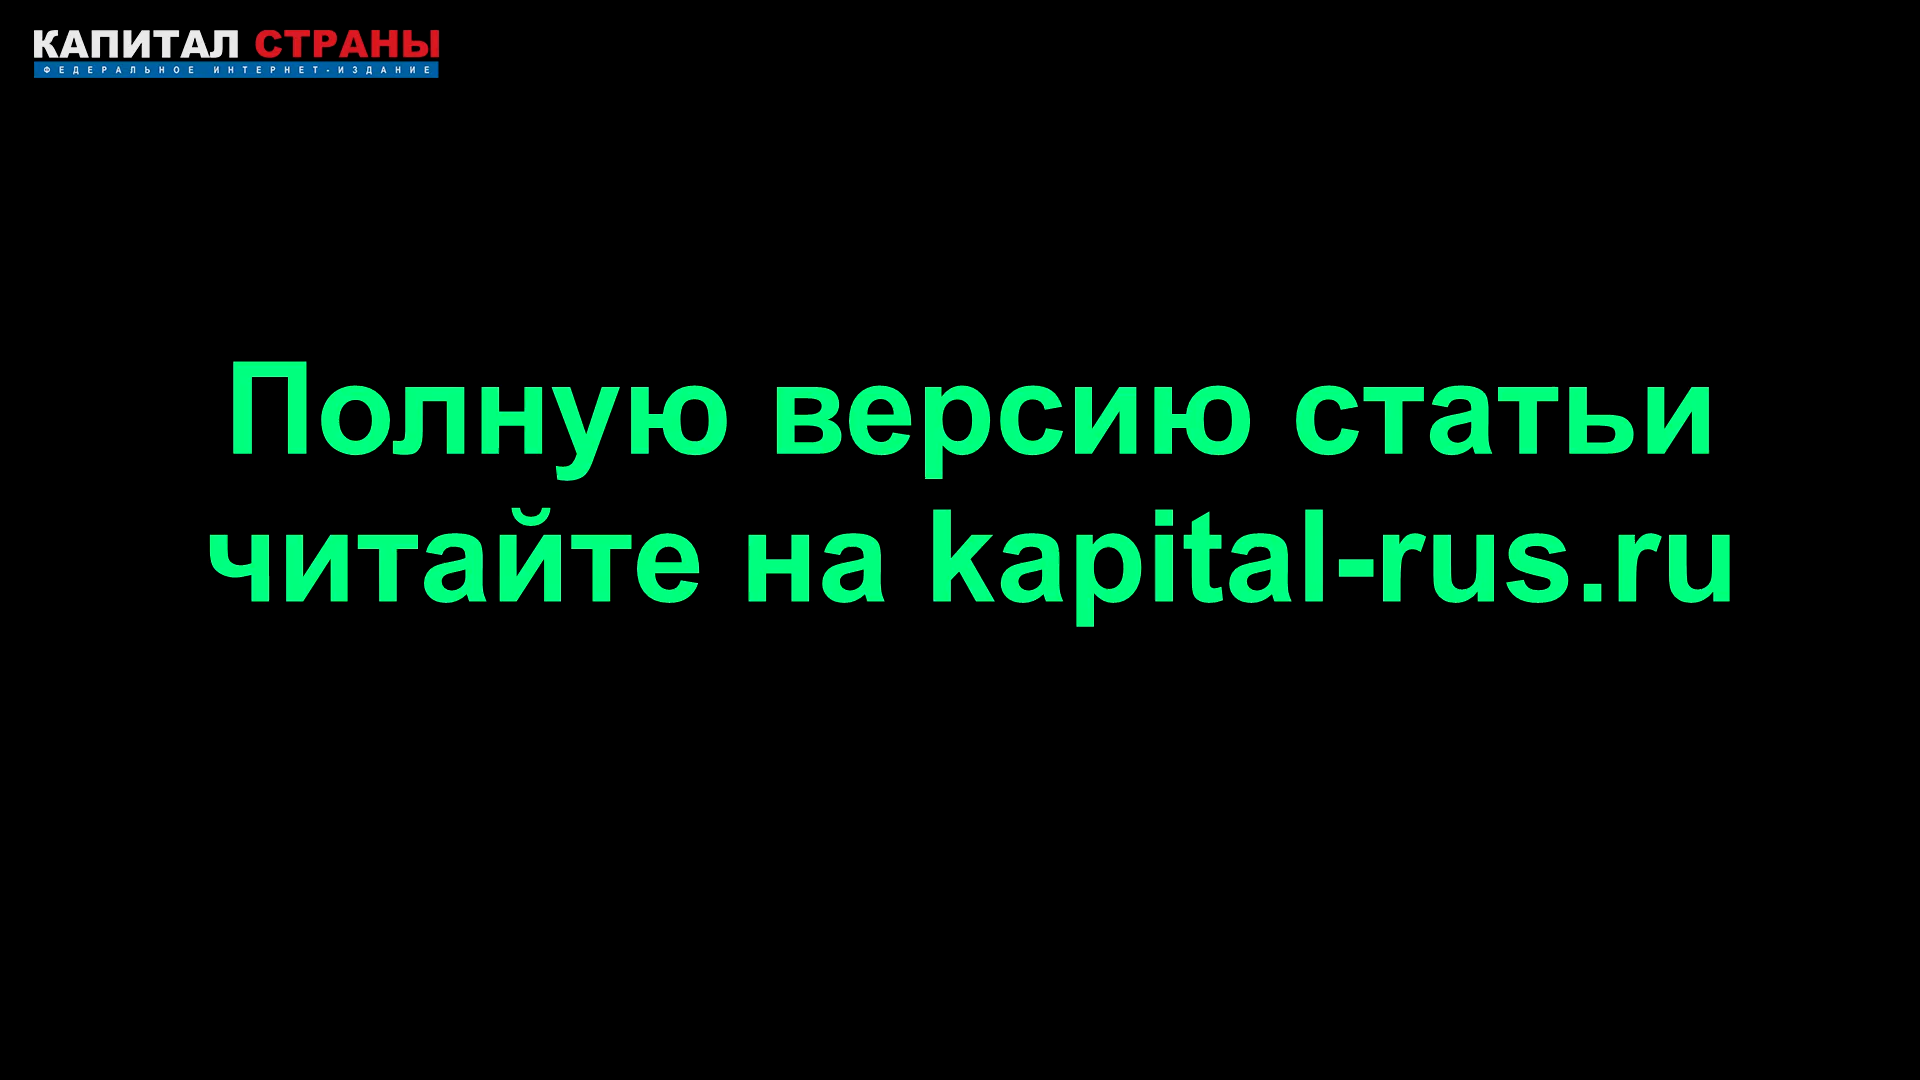 КАПИТАЛ СТРАНЫ
ФЕДЕРАЛЬНОЕ ИНТЕРНЕТ-ИЗДАНИЕ
Полную версию статьи
читайте на kapital-rus.ru